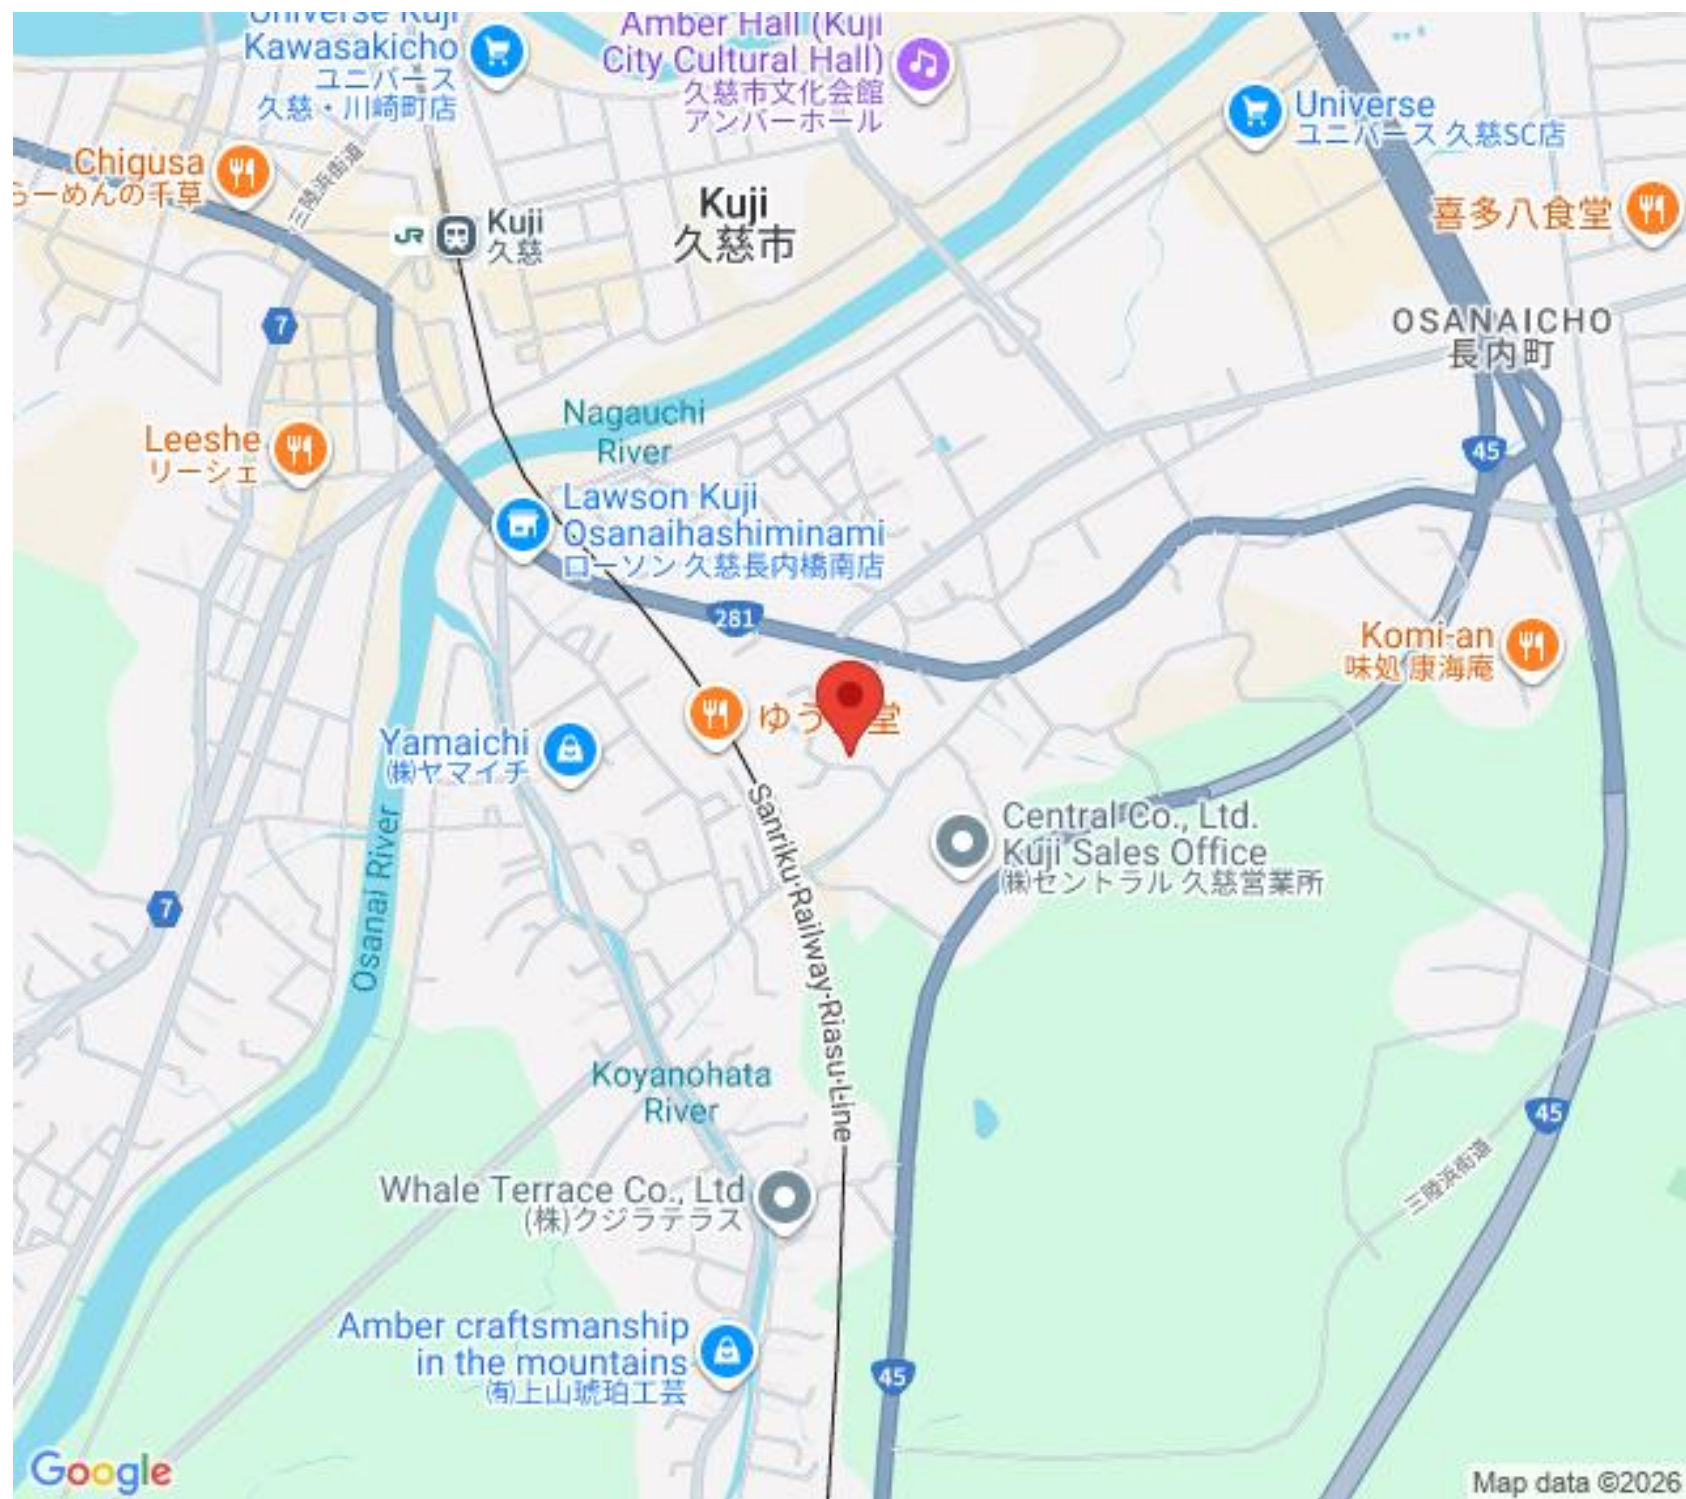 Universe Kuji
Kawasakicho
ユニバース
久慈・川崎町店
Amber Hall (Kuji
City Cultural Hall)
久慈市文化会館
アンバーホール
Universe
ユニバース 久慈SC店
Chigusa
らーめんの千草
三陸浜街道
JR
Kuji
久慈
Kuji
久慈市
喜多八食堂
7
OSANAICHO
長内町
Leeshe
リーシェ
Nagauchi
River
45
Lawson Kuji
Osanaihashiminami
ローソン 久慈長内橋南店
281
Komi-an
味処 康海庵
ゆう
堂
Yamaichi
㈱ヤマイチ
Sanriku Railway Riasu Line
Central Co., Ltd.
Kuji Sales Office
㈱セントラル 久慈営業所
Osanai River
7
Koyanohata
River
45
三陸浜街道
Whale Terrace Co., Ltd
(株)クジラテラス
Amber craftsmanship
in the mountains
㈲上山琥珀工芸
45
Google
Map data ©2026